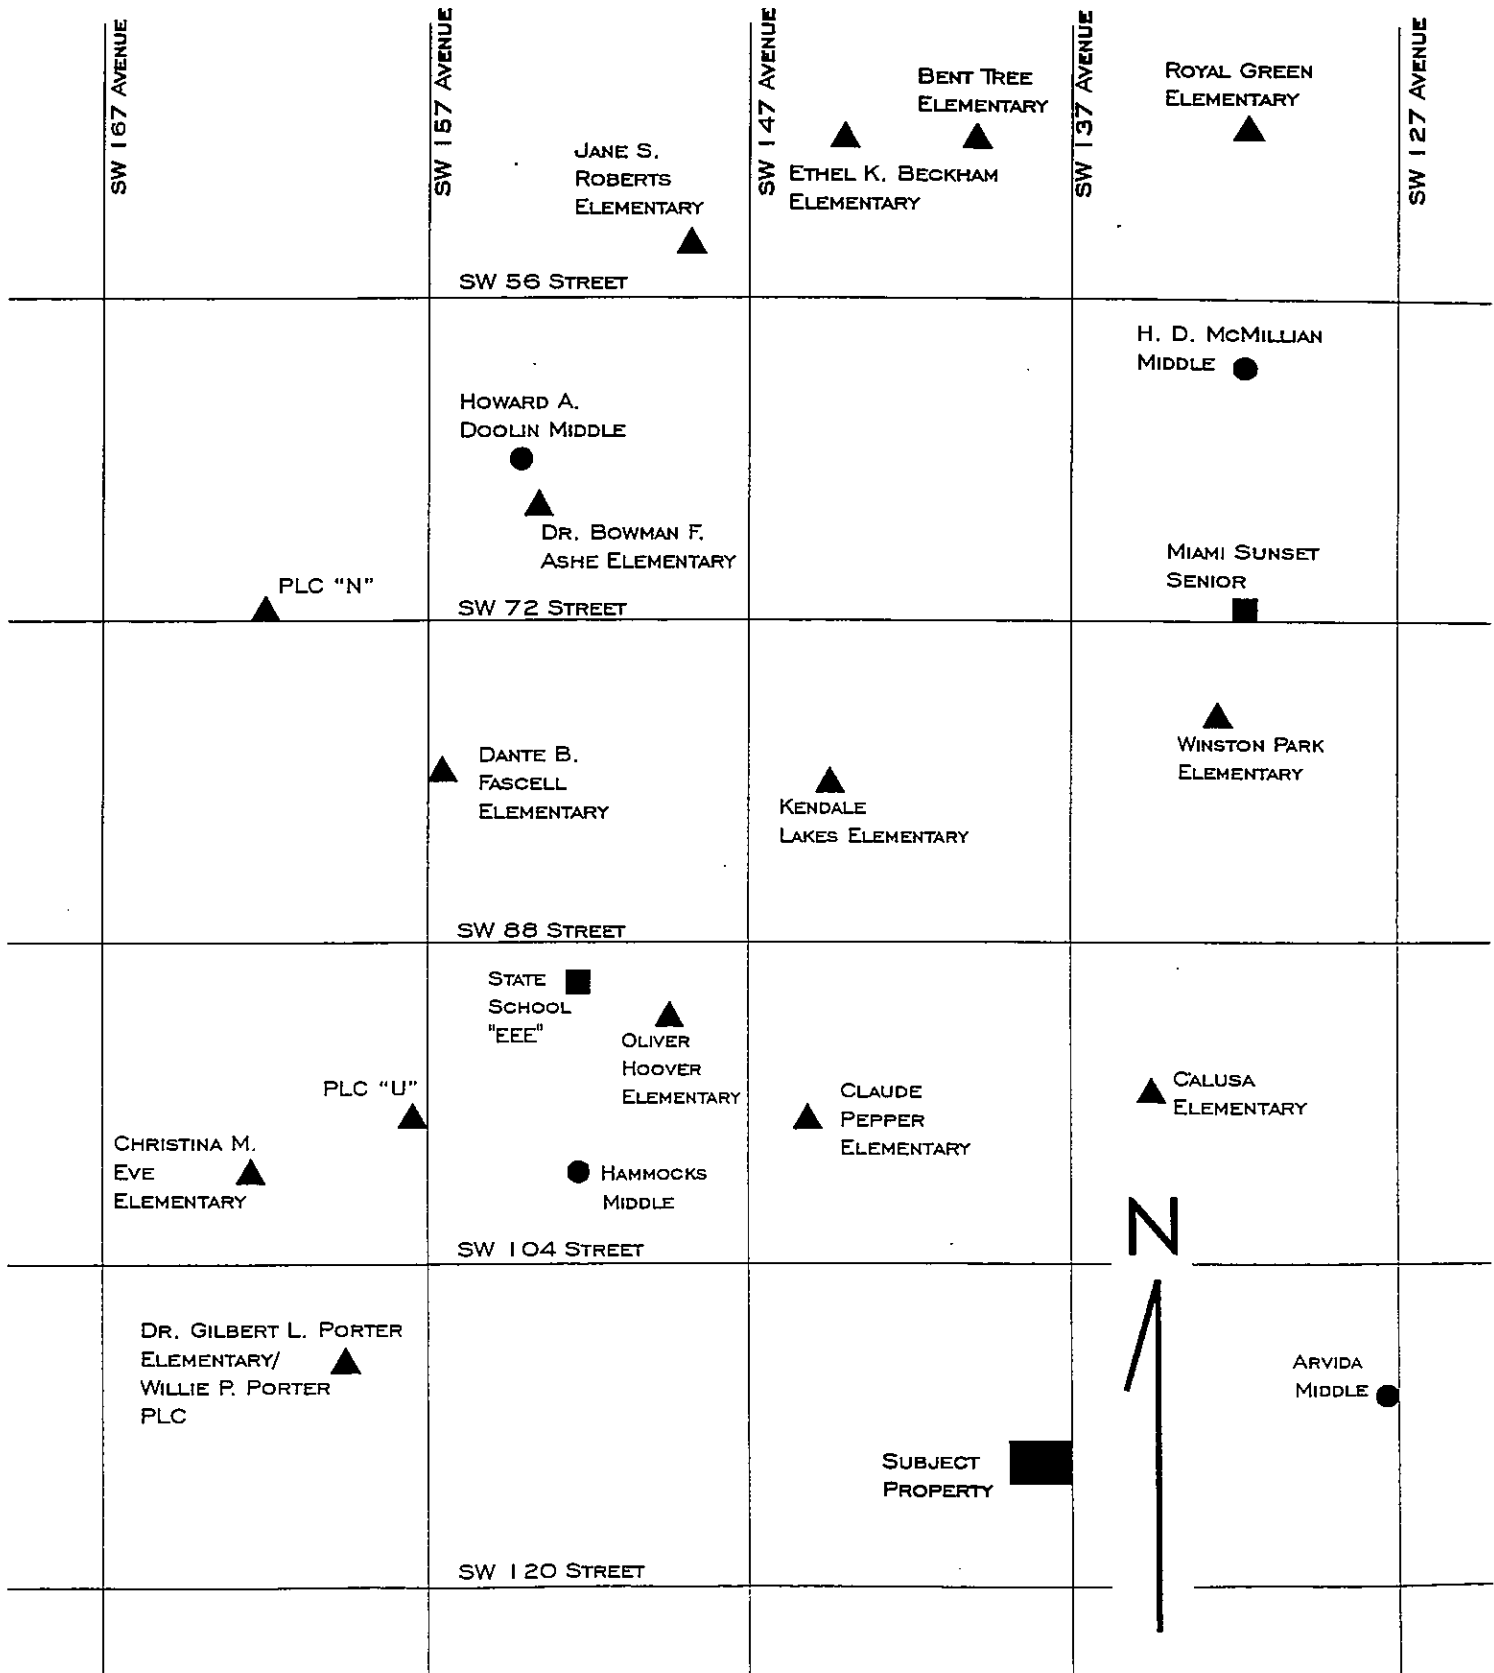 SW 167 AVENUE
SW 157 AVENUE
SW 147 AVENUE
SW 137 AVENUE
SW 127 AVENUE
BENT TREE
ELEMENTARY
ROYAL GREEN
ELEMENTARY
JANE S.
ROBERTS
ELEMENTARY
ETHEL K. BECKHAM
ELEMENTARY
SW 56 STREET
H. D. MCMILLIAN
MIDDLE
HOWARD A.
DOOLIN MIDDLE
DR. BOWMAN F.
ASHE ELEMENTARY
MIAMI SUNSET
SENIOR
PLC "N"
SW 72 STREET
WINSTON PARK
ELEMENTARY
DANTE B.
FASCELL
ELEMENTARY
KENDALE
LAKES ELEMENTARY
SW 88 STREET
STATE
SCHOOL
"EEE"
OLIVER
HOOVER
ELEMENTARY
PLC "U"
CLAUDE
PEPPER
ELEMENTARY
CALUSA
ELEMENTARY
CHRISTINA M.
EVE
ELEMENTARY
HAMMOCKS
MIDDLE
N
SW 104 STREET
DR. GILBERT L. PORTER
ELEMENTARY/
WILLIE P. PORTER
PLC
ARVIDA
MIDDLE
SUBJECT
PROPERTY
SW 120 STREET